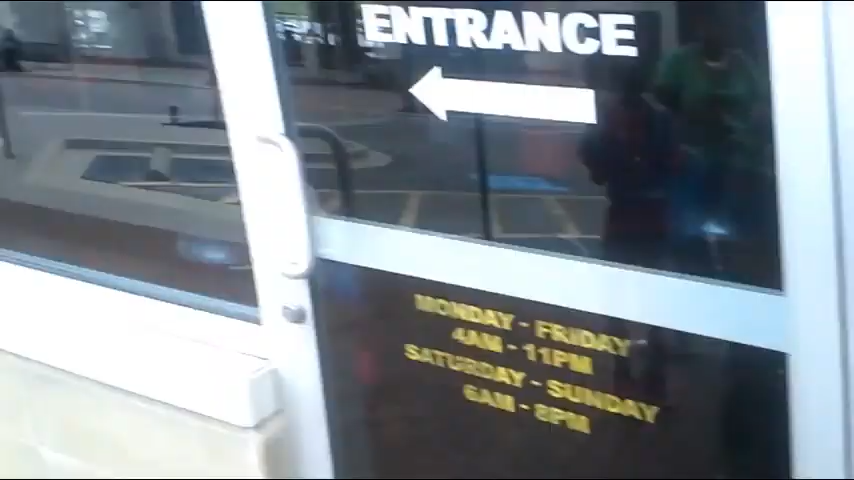 ENTRANCE
MONDAY - FRIDAY
4AM - 11PM
SATURDAY - SUNDAY
6AM - 8PM